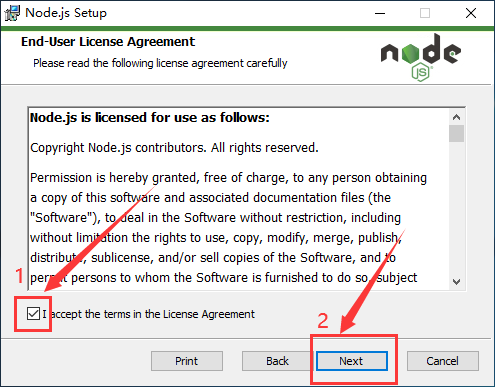 Node.js Setup
End-User License Agreement
Please read the following license agreement carefully
node
JS
Node.js is licensed for use as follows:
Copyright Node.js contributors. All rights reserved.
Permission is hereby granted, free of charge, to any person obtaining
a copy of this software and associated documentation files (the
"Software"), to deal in the Software without restriction, including
without limitation the rights to use, copy, modify, merge, publish,
distribute, sublicense, and/or sell copies of the Software, and to
permit persons to whom the Software is furnished to do so, subject
1
I accept the terms in the License Agreement
2
Print
Back
Next
Cancel